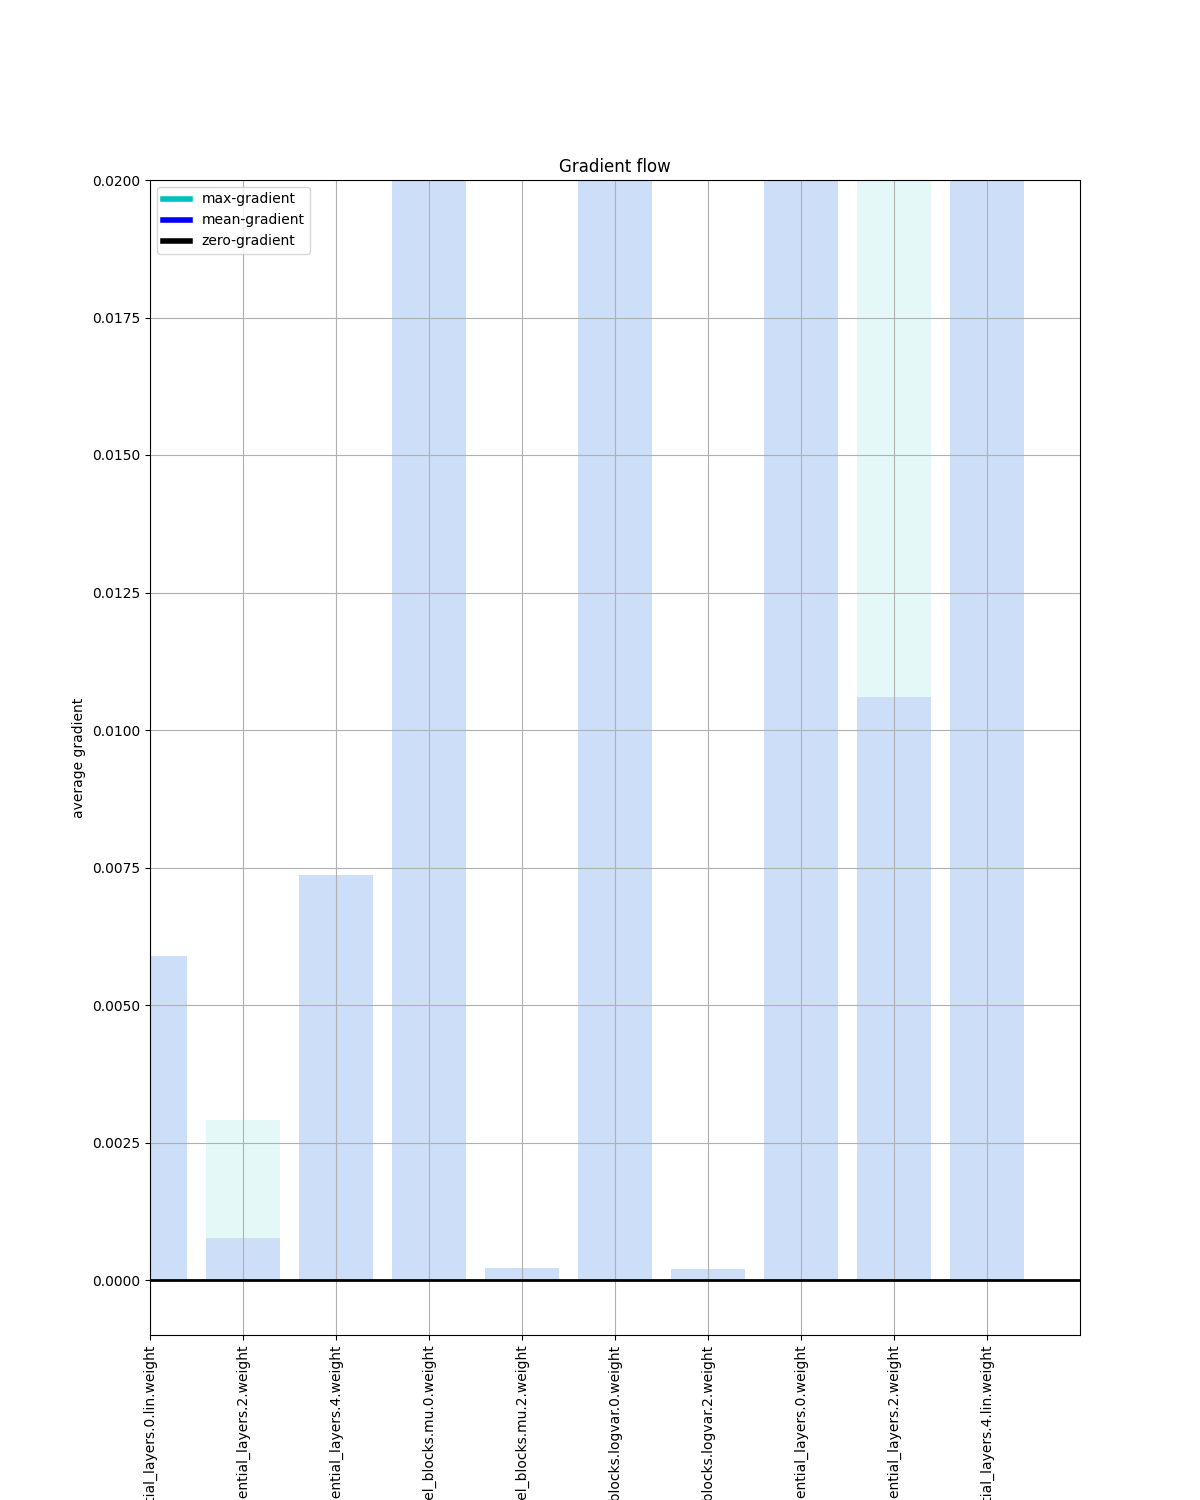 Gradient flow
max-gradient
mean-gradient
zero-gradient
0.0200
0.0175
0.0150
0.0125
0.0100
0.0075
0.0050
0.0025
0.0000
average gradient
tial_layers.0.lin.weight
ential_layers.2.weight
ential_layers.4.weight
el_blocks.mu.0.weight
el_blocks.mu.2.weight
blocks.logvar.0.weight
blocks.logvar.2.weight
ential_layers.0.weight
ential_layers.2.weight
tial_layers.4.lin.weight